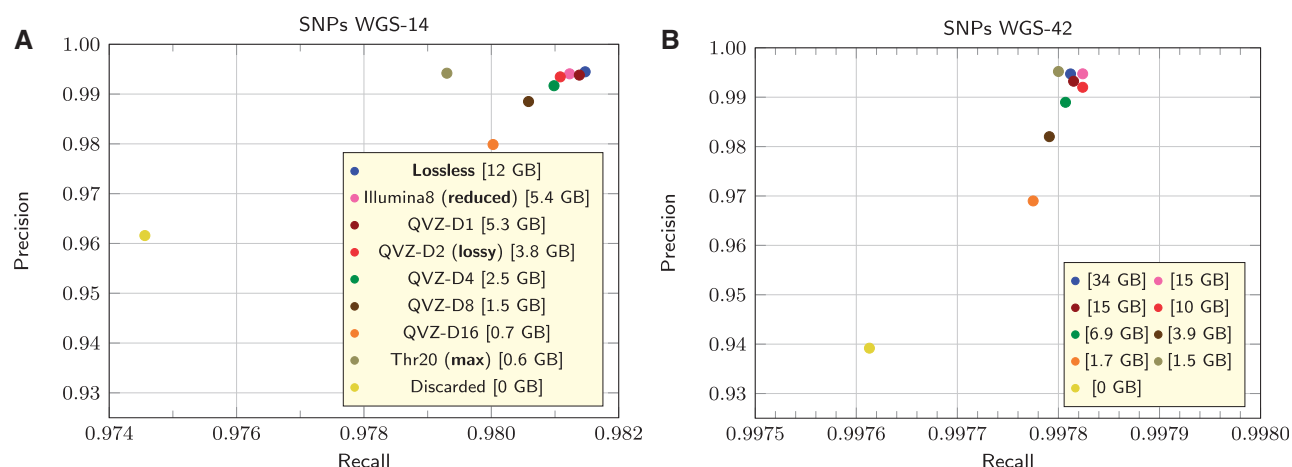 A
SNPs WGS-14
1.00
0.99
0.98
0.97
0.96
0.95
0.94
0.93
Precision
0.974
0.976
0.978
0.980
0.982
Recall
Lossless [12 GB]
Illumina8 (reduced) [5.4 GB]
QVZ-D1 [5.3 GB]
QVZ-D2 (lossy) [3.8 GB]
QVZ-D4 [2.5 GB]
QVZ-D8 [1.5 GB]
QVZ-D16 [0.7 GB]
Thr20 (max) [0.6 GB]
Discarded [0 GB]
B
SNPs WGS-42
1.00
0.99
0.98
0.97
0.96
0.95
0.94
0.93
Precision
0.9975
0.9976
0.9977
0.9978
0.9979
0.9980
Recall
[34 GB] [15 GB]
[15 GB] [10 GB]
[6.9 GB] [3.9 GB]
[1.7 GB] [1.5 GB]
[0 GB]